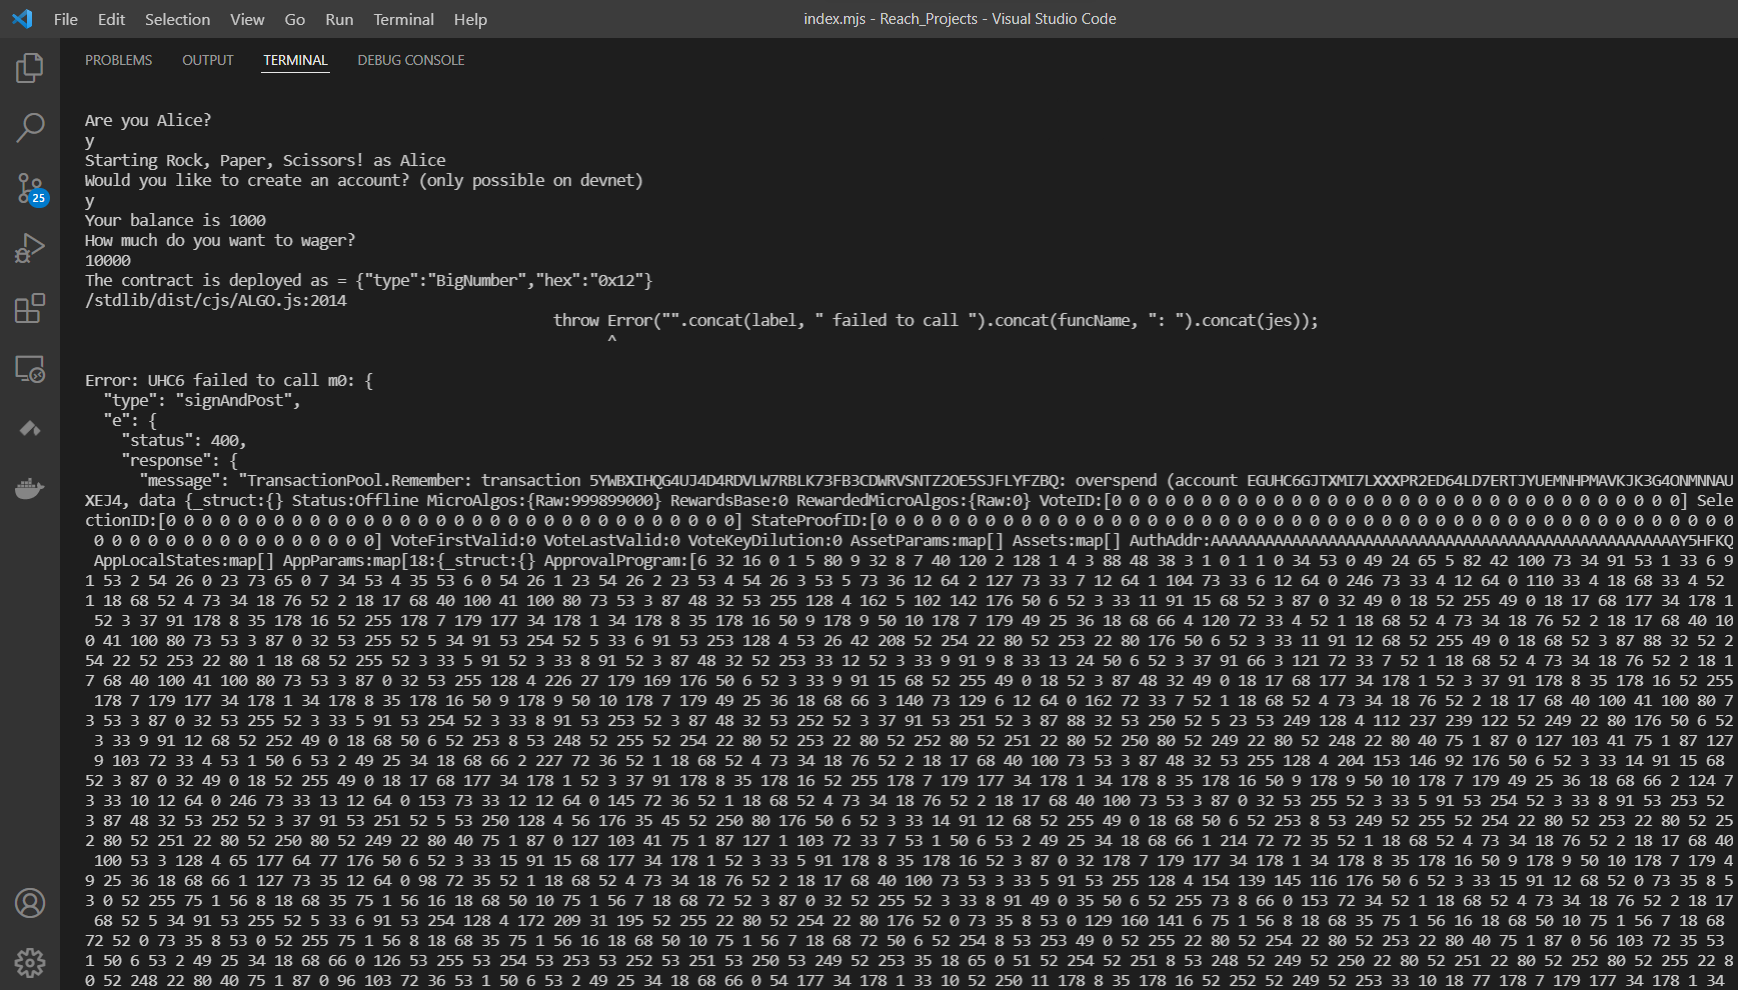 File Edit Selection View Go Run Terminal Help
index.mjs - Reach_Projects - Visual Studio Code
PROBLEMS OUTPUT TERMINAL DEBUG CONSOLE
25
Are you Alice?
y
Starting Rock, Paper, Scissors! as Alice
Would you like to create an account? (only possible on devnet)
y
Your balance is 1000
How much do you want to wager?
10000
The contract is deployed as = {"type":"BigNumber","hex":"0x12"}
/stdlib/dist/cjs/ALGO.js:2014
throw Error("".concat(label, " failed to call ").concat(funcName, ": ").concat(jes));
^
Error: UHC6 failed to call m0: {
"type": "signAndPost",
"e": {
"status": 400,
"response": {
"message": "TransactionPool.Remember: transaction 5YWBXIHQG4UJ4D4RDVLW7RBLK73FB3CDWRVSNTZ2OE5SJFLYFZBQ: overspend (account EGUHC6GJTXMI7LXXXPR2ED64LD7ERTJYUEMNHPMAVKJK3G4ONMNNAU
XEJ4, data {_struct:{} Status:Offline MicroAlgos:{Raw:999899000} RewardsBase:0 RewardedMicroAlgos:{Raw:0} VoteID:[0 0 0 0 0 0 0 0 0 0 0 0 0 0 0 0 0 0 0 0 0 0 0 0 0 0 0 0 0 0 0 0] Sele
ctionID:[0 0 0 0 0 0 0 0 0 0 0 0 0 0 0 0 0 0 0 0 0 0 0 0 0 0 0 0 0 0 0 0] StateProofID:[0 0 0 0 0 0 0 0 0 0 0 0 0 0 0 0 0 0 0 0 0 0 0 0 0 0 0 0 0 0 0 0 0 0 0 0 0 0 0 0 0 0 0 0 0 0 0 0
0 0 0 0 0 0 0 0 0 0 0 0 0 0 0 0] VoteFirstValid:0 VoteLastValid:0 VoteKeyDilution:0 AssetParams:map[] Assets:map[] AuthAddr:AAAAAAAAAAAAAAAAAAAAAAAAAAAAAAAAAAAAAAAAAAAAAAAAAAAAY5HFKQ
AppLocalStates:map[] AppParams:map[18:{_struct:{} ApprovalProgram:[6 32 16 0 1 5 80 9 32 8 7 40 120 2 128 1 4 3 88 48 38 3 1 0 1 1 0 34 53 0 49 24 65 5 82 42 100 73 34 91 53 1 33 6 9
1 53 2 54 26 0 23 73 65 0 7 34 53 4 35 53 6 0 54 26 1 23 54 26 2 23 53 4 54 26 3 53 5 73 36 12 64 2 127 73 33 7 12 64 1 104 73 33 6 12 64 0 246 73 33 4 12 64 0 110 33 4 18 68 33 4 52
1 18 68 52 4 73 34 18 76 52 2 18 17 68 40 100 41 100 80 73 53 3 87 48 32 53 255 128 4 162 5 102 142 176 50 6 52 3 33 11 91 15 68 52 3 87 0 32 49 0 18 52 255 49 0 18 17 68 177 34 178 1
52 3 37 91 178 8 35 178 16 52 255 178 7 179 177 34 178 1 34 178 8 35 178 16 50 9 178 9 50 10 178 7 179 49 25 36 18 68 66 4 120 72 33 4 52 1 18 68 52 4 73 34 18 76 52 2 18 17 68 40 10
0 41 100 80 73 53 3 87 0 32 53 255 52 5 34 91 53 254 52 5 33 6 91 53 253 128 4 53 26 42 208 52 254 22 80 52 253 22 80 176 50 6 52 3 33 11 91 12 68 52 255 49 0 18 68 52 3 87 88 32 52 2
54 22 52 253 22 80 1 18 68 52 255 52 3 33 5 91 52 3 33 8 91 52 3 87 48 32 52 253 33 12 52 3 33 9 91 9 8 33 13 24 50 6 52 3 37 91 66 3 121 72 33 7 52 1 18 68 52 4 73 34 18 76 52 2 18 1
7 68 40 100 41 100 80 73 53 3 87 0 32 53 255 128 4 226 27 179 169 176 50 6 52 3 33 9 91 15 68 52 255 49 0 18 52 3 87 48 32 49 0 18 17 68 177 34 178 1 52 3 37 91 178 8 35 178 16 52 255
178 7 179 177 34 178 1 34 178 8 35 178 16 50 9 178 9 50 10 178 7 179 49 25 36 18 68 66 3 140 73 129 6 12 64 0 162 72 33 7 52 1 18 68 52 4 73 34 18 76 52 2 18 17 68 40 100 41 100 80 7
3 53 3 87 0 32 53 255 52 3 33 5 91 53 254 52 3 33 8 91 53 253 52 3 87 48 32 53 252 52 3 37 91 53 251 52 3 87 88 32 53 250 52 5 23 53 249 128 4 112 237 239 122 52 249 22 80 176 50 6 52
3 33 9 91 12 68 52 252 49 0 18 68 50 6 52 253 8 53 248 52 255 52 254 22 80 52 253 22 80 52 252 80 52 251 22 80 52 250 80 52 249 22 80 52 248 22 80 40 75 1 87 0 127 103 41 75 1 87 127
9 103 72 33 4 53 1 50 6 53 2 49 25 34 18 68 66 2 227 72 36 52 1 18 68 52 4 73 34 18 76 52 2 18 17 68 40 100 73 53 3 87 48 32 53 255 128 4 204 153 146 92 176 50 6 52 3 33 14 91 15 68
52 3 87 0 32 49 0 18 52 255 49 0 18 17 68 177 34 178 1 52 3 37 91 178 8 35 178 16 52 255 178 7 179 177 34 178 1 34 178 8 35 178 16 50 9 178 9 50 10 178 7 179 49 25 36 18 68 66 2 124 7
3 33 10 12 64 0 246 73 33 13 12 64 0 153 73 33 12 12 64 0 145 72 36 52 1 18 68 52 4 73 34 18 76 52 2 18 17 68 40 100 73 53 3 87 0 32 53 255 52 3 33 5 91 53 254 52 3 33 8 91 53 253 52
3 87 48 32 53 252 52 3 37 91 53 251 52 5 53 250 128 4 56 176 35 45 52 250 80 176 50 6 52 3 33 14 91 12 68 52 255 49 0 18 68 50 6 52 253 8 53 249 52 255 52 254 22 80 52 253 22 80 52 25
2 80 52 251 22 80 52 250 80 52 249 22 80 40 75 1 87 0 127 103 41 75 1 87 127 1 103 72 33 7 53 1 50 6 53 2 49 25 34 18 68 66 1 214 72 72 35 52 1 18 68 52 4 73 34 18 76 52 2 18 17 68 40
100 53 3 128 4 65 177 64 77 176 50 6 52 3 33 15 91 15 68 177 34 178 1 52 3 33 5 91 178 8 35 178 16 52 3 87 0 32 178 7 179 177 34 178 1 34 178 8 35 178 16 50 9 178 9 50 10 178 7 179 4
9 25 36 18 68 66 1 127 73 35 12 64 0 98 72 35 52 1 18 68 52 4 73 34 18 76 52 2 18 17 68 40 100 73 53 3 33 5 91 53 255 128 4 154 139 145 116 176 50 6 52 3 33 15 91 12 68 52 0 73 35 8 5
3 0 52 255 75 1 56 8 18 68 35 75 1 56 16 18 68 50 10 75 1 56 7 18 68 72 52 3 87 0 32 52 255 52 3 33 8 91 49 0 35 50 6 52 255 73 8 66 0 153 72 34 52 1 18 68 52 4 73 34 18 76 52 2 18 17
68 52 5 34 91 53 255 52 5 33 6 91 53 254 128 4 172 209 31 195 52 255 22 80 52 254 22 80 176 52 0 73 35 8 53 0 129 160 141 6 75 1 56 8 18 68 35 75 1 56 16 18 68 50 10 75 1 56 7 18 68
72 52 0 73 35 8 53 0 52 255 75 1 56 8 18 68 35 75 1 56 16 18 68 50 10 75 1 56 7 18 68 72 50 6 52 254 8 53 253 49 0 52 255 22 80 52 254 22 80 52 253 22 80 40 75 1 87 0 56 103 72 35 53
1 50 6 53 2 49 25 34 18 68 66 0 126 53 255 53 254 53 253 53 252 53 251 53 250 53 249 52 253 35 18 65 0 51 52 254 52 251 8 53 248 52 249 52 250 22 80 52 251 22 80 52 252 80 52 255 22 8
0 52 248 22 80 40 75 1 87 0 96 103 72 36 53 1 50 6 53 2 49 25 34 18 68 66 0 54 177 34 178 1 33 10 52 250 11 178 8 35 178 16 52 252 52 249 52 253 33 10 18 77 178 7 179 177 34 178 1 34